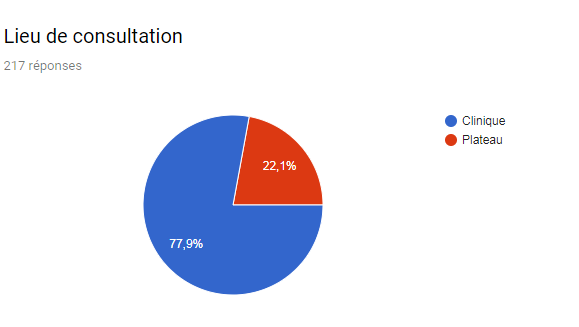 Lieu de consultation
217 réponses
Clinique
Plateau
22,1%
77,9%